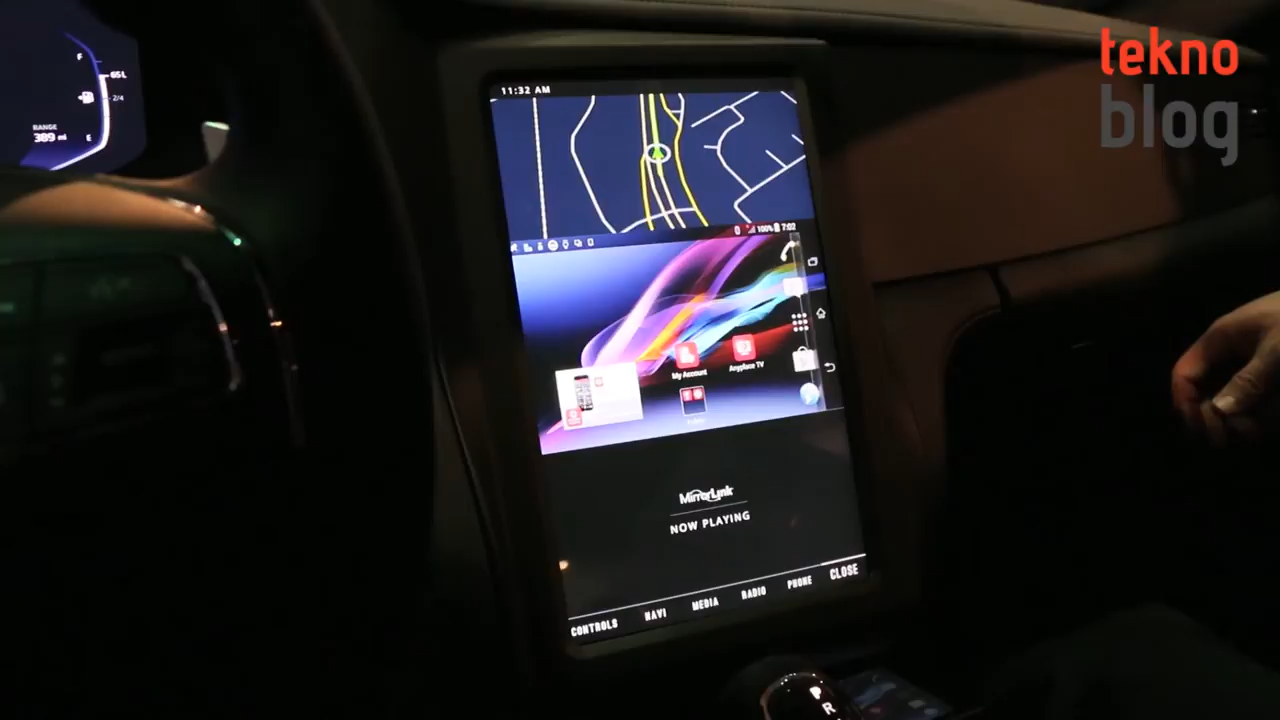 tekno
blog
F
65 L
2/4
RANGE
389 mi
E
11:32 AM
100% 7:02
My Account
Anyplace TV
MirrorLink
NOW PLAYING
CONTROLS NAVI MEDIA RADIO PHONE CLOSE
P
R